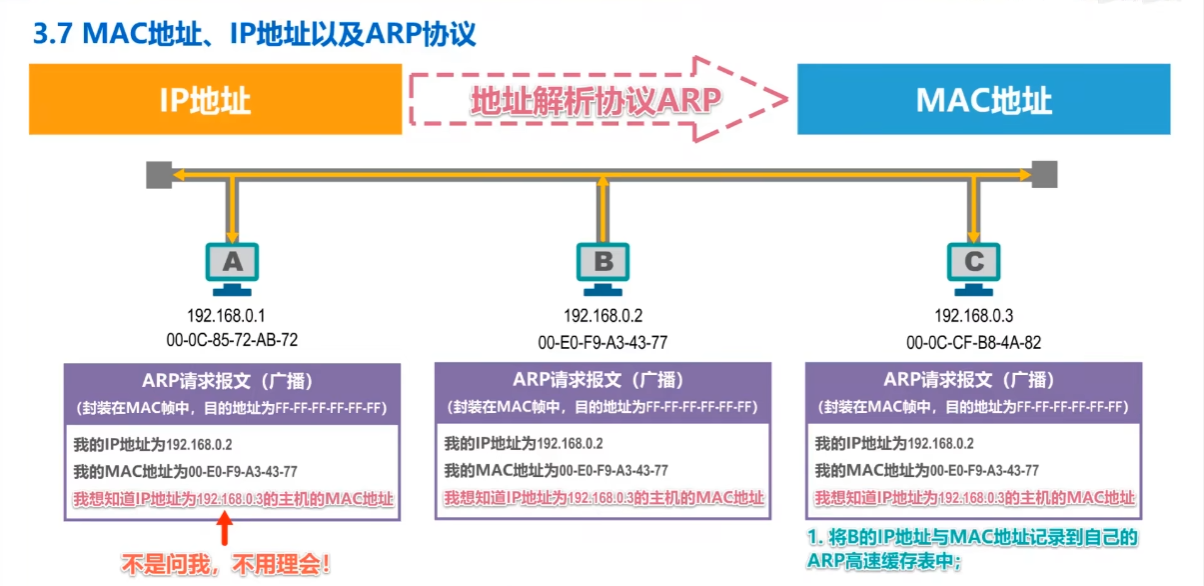 3.7 MAC地址、IP地址以及ARP协议
IP地址
地址解析协议ARP
MAC地址
A
B
C
192.168.0.1
00-0C-85-72-AB-72
192.168.0.2
00-E0-F9-A3-43-77
192.168.0.3
00-0C-CF-B8-4A-82
ARP请求报文（广播）
（封装在MAC帧中，目的地址为FF-FF-FF-FF-FF-FF）
我的IP地址为192.168.0.2
我的MAC地址为00-E0-F9-A3-43-77
我想知道IP地址为192.168.0.3的主机的MAC地址
不是问我，不用理会！
ARP请求报文（广播）
（封装在MAC帧中，目的地址为FF-FF-FF-FF-FF-FF）
我的IP地址为192.168.0.2
我的MAC地址为00-E0-F9-A3-43-77
我想知道IP地址为192.168.0.3的主机的MAC地址
ARP请求报文（广播）
（封装在MAC帧中，目的地址为FF-FF-FF-FF-FF-FF）
我的IP地址为192.168.0.2
我的MAC地址为00-E0-F9-A3-43-77
我想知道IP地址为192.168.0.3的主机的MAC地址
1. 将B的IP地址与MAC地址记录到自己的
ARP高速缓存表中;